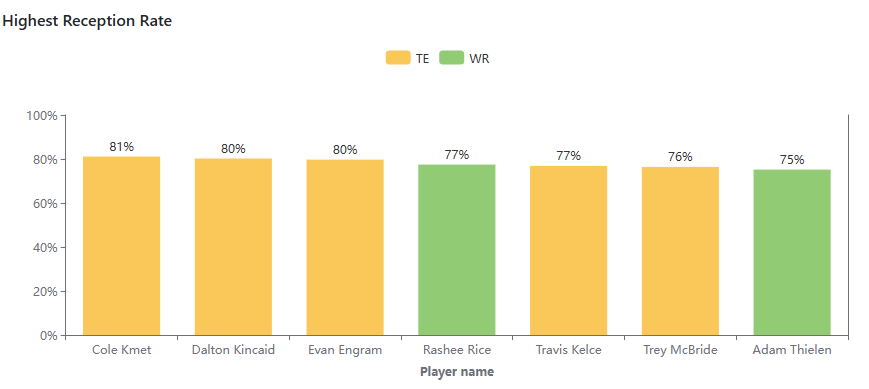 Highest Reception Rate
TE WR
100%
80%
60%
40%
20%
0%
81% 80% 80% 77% 77% 76% 75%
Cole Kmet Dalton Kincaid Evan Engram Rashee Rice Travis Kelce Trey McBride Adam Thielen
Player name